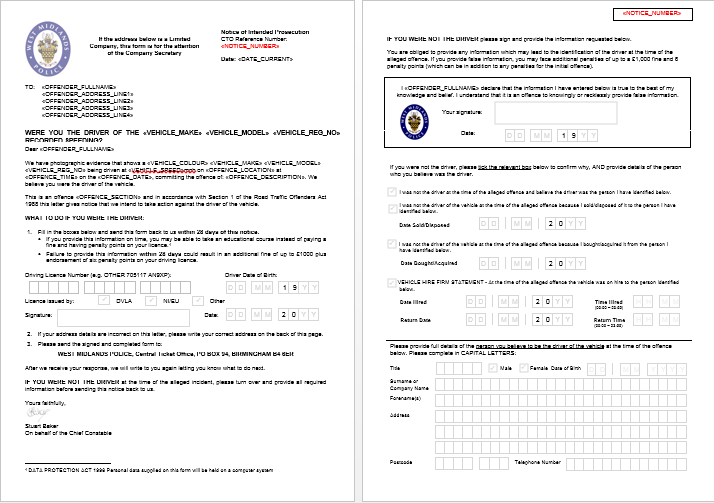 WEST MIDLANDS
POLICE
If the address below is a Limited
Company, this form is for the attention
of the Company Secretary
Notice of Intended Prosecution
CTO Reference Number:
<NOTICE_NUMBER>
Date: <DATE_CURRENT>
TO: <OFFENDER_FULLNAME>
<OFFENDER_ADDRESS_LINE1>
<OFFENDER_ADDRESS_LINE2>
<OFFENDER_ADDRESS_LINE3>
<OFFENDER_ADDRESS_LINE4>
WERE YOU THE DRIVER OF THE <VEHICLE_MAKE> <VEHICLE_MODEL> <VEHICLE_REG_NO>
RECORDED SPEEDING?
Dear <OFFENDER_FULLNAME>
We have photographic evidence that shows a <VEHICLE_COLOUR> <VEHICLE_MAKE> <VEHICLE_MODEL>
<VEHICLE_REG_NO> being driven at <VEHICLE_SPEED> on <OFFENCE_LOCATION> at
<OFFENCE_TIME> on the <OFFENCE_DATE>, committing the offence of: <OFFENCE_DESCRIPTION>. We
believe you were the driver of the vehicle.
This is an offence <OFFENCE_SECTION> and in accordance with Section 1 of the Road Traffic Offenders Act
1988 this letter gives notice that we intend to take action against the driver of the vehicle.
WHAT TO DO IF YOU WERE THE DRIVER:
1. Fill in the boxes below and send this form back to us within 28 days of this notice.
• If you provide this information on time, you may be able to take an educational course instead of paying a
fine and having penalty points on your licence.¹
• Failure to provide this information within 28 days could result in an additional fine of up to £1000 plus
endorsement of six penalty points on your driving licence.
Driving Licence Number (e.g. OTHER 705117 AN9XP): Driver Date of Birth:
D D M M 1 9 Y Y
Licence issued by: DVLA NI/EU Other
Signature: Date: D D M M 2 0 Y Y
2. If your address details are incorrect on this letter, please write your correct address on the back of this page.
3. Please send the signed and completed form to:
WEST MIDLANDS POLICE, Central Ticket Office, PO BOX 94, BIRMINGHAM B4 6ER
After we receive your response, we will write to you again letting you know what to do next.
IF YOU WERE NOT THE DRIVER at the time of the alleged incident, please turn over and provide all required
information before sending this notice back to us.
Yours faithfully,
Stuart Baker
On behalf of the Chief Constable
¹ DATA PROTECTION ACT 1998 Personal data supplied on this form will be held on a computer system
<NOTICE_NUMBER>
IF YOU WERE NOT THE DRIVER please sign and provide the information requested below.
You are obliged to provide any information which may lead to the identification of the driver at the time of the
alleged offence. If you provide false information, you may face additional penalties of up to £1,000 fine and 6
penalty points (which can be in addition to any penalties for the initial offence).
I <OFFENDER_FULLNAME> declare that the information I have entered below is true to the best of my
knowledge and belief. I understand that it is an offence to knowingly or recklessly provide false information.
Your signature:
Date: D D M M 1 9 Y Y
If you were not the driver, please tick the relevant box below to confirm why, AND provide details of the person
who you believe was the driver.
I was not the driver at the time of the alleged offence and believe the driver was the person I have identified below.
I was not the driver of the vehicle at the time of the alleged offence because I sold/disposed of it to the person I have
identified below.
Date Sold/Disposed D D M M 2 0 Y Y
I was not the driver of the vehicle at the time of the alleged offence because I bought/acquired it from the person I
have identified below.
Date Bought/Acquired D D M M 2 0 Y Y
VEHICLE HIRE FIRM STATEMENT - At the time of the alleged offence the vehicle was on hire to the person identified
below.
Date Hired D D M M 2 0 Y Y Time Hired H H M M
(00:00 - 23:59)
Return Date D D M M 2 0 Y Y Return Time H H M M
(00:00 - 23:59)
Please provide full details of the person you believe to be the driver of the vehicle at the time of the offence
below. Please complete in CAPITAL LETTERS:
Title Male Female Date of Birth D D M M Y Y Y Y
Surname or
Company Name
Forename(s)
Address
Postcode Telephone Number